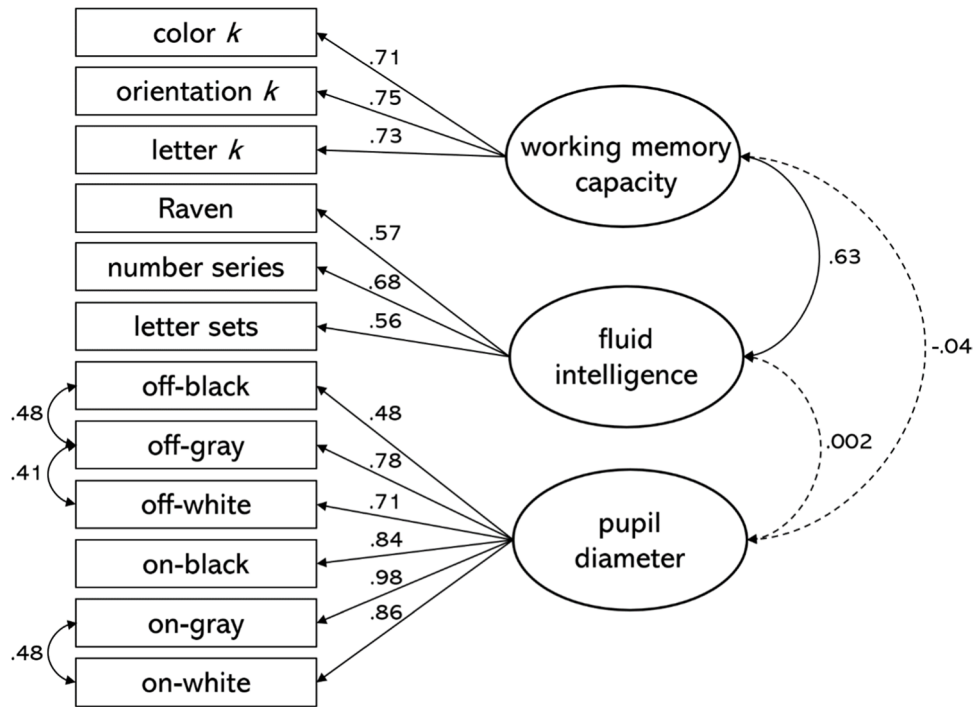 color k
.71
orientation k
.75
letter k
.73
working memory
capacity
Raven
.57
number series
.68
.63
letter sets
.56
fluid
intelligence
-.04
off-black
.48
.48
off-gray
.78
.002
.41
off-white
.71
pupil
diameter
on-black
.84
.98
on-gray
.86
.48
on-white